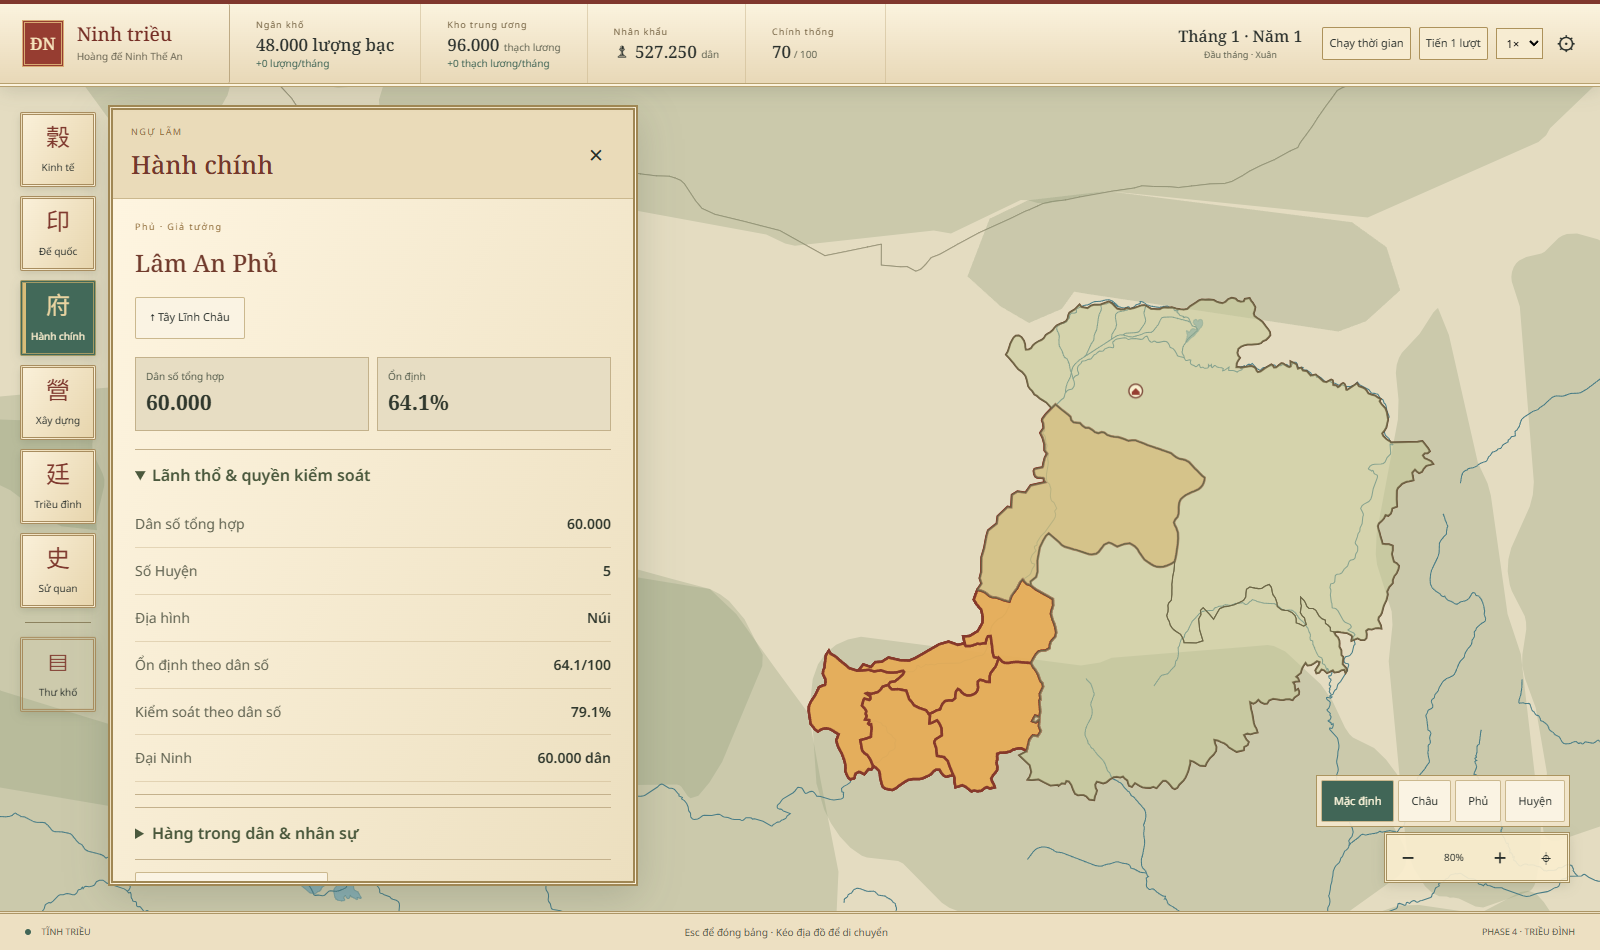 ĐN
Ninh triều
Hoàng đế Ninh Thế An
Ngân khố
48.000 lượng bạc
+0 lượng/tháng
Kho trung ương
96.000 thạch lương
+0 thạch lương/tháng
Nhân khẩu
527.250 dân
Chính thống
70 / 100
Tháng 1 · Năm 1
Đầu tháng · Xuân
Chạy thời gian
Tiến 1 lượt
1×
穀
Kinh tế
印
Đế quốc
府
Hành chính
營
Xây dựng
廷
Triều đình
史
Sử quan
Thư khố
NGỰ LÃM
Hành chính
×
Phủ · Giả tưởng
Lâm An Phủ
↑ Tây Lĩnh Châu
Dân số tổng hợp
60.000
Ổn định
64.1%
▼ Lãnh thổ & quyền kiểm soát
Dân số tổng hợp 60.000
Số Huyện 5
Địa hình Núi
Ổn định theo dân số 64.1/100
Kiểm soát theo dân số 79.1%
Đại Ninh 60.000 dân
▶ Hàng trong dân & nhân sự
Mặc định
Châu
Phủ
Huyện
− 80% +
TĨNH TRIỀU
Esc để đóng bảng · Kéo địa đồ để di chuyển
PHASE 4 · TRIỀU ĐÌNH